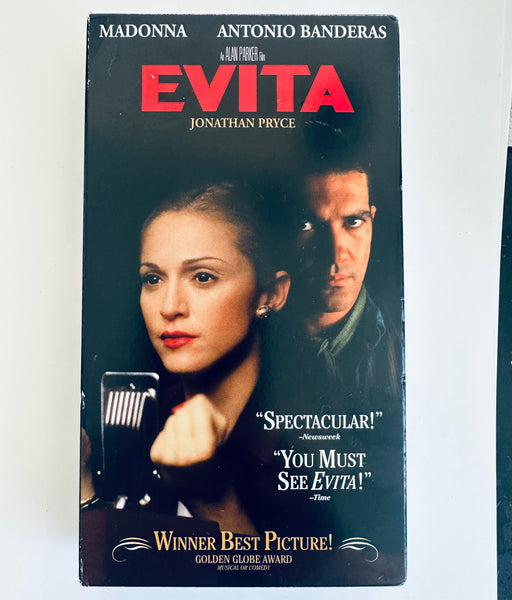 MADONNA ANTONIO BANDERAS
An ALAN PARKER Film
EVITA
JONATHAN PRYCE
“SPECTACULAR!”
–Newsweek
“YOU MUST
SEE EVITA!”
–Time
WINNER BEST PICTURE!
GOLDEN GLOBE AWARD
MUSICAL OR COMEDY